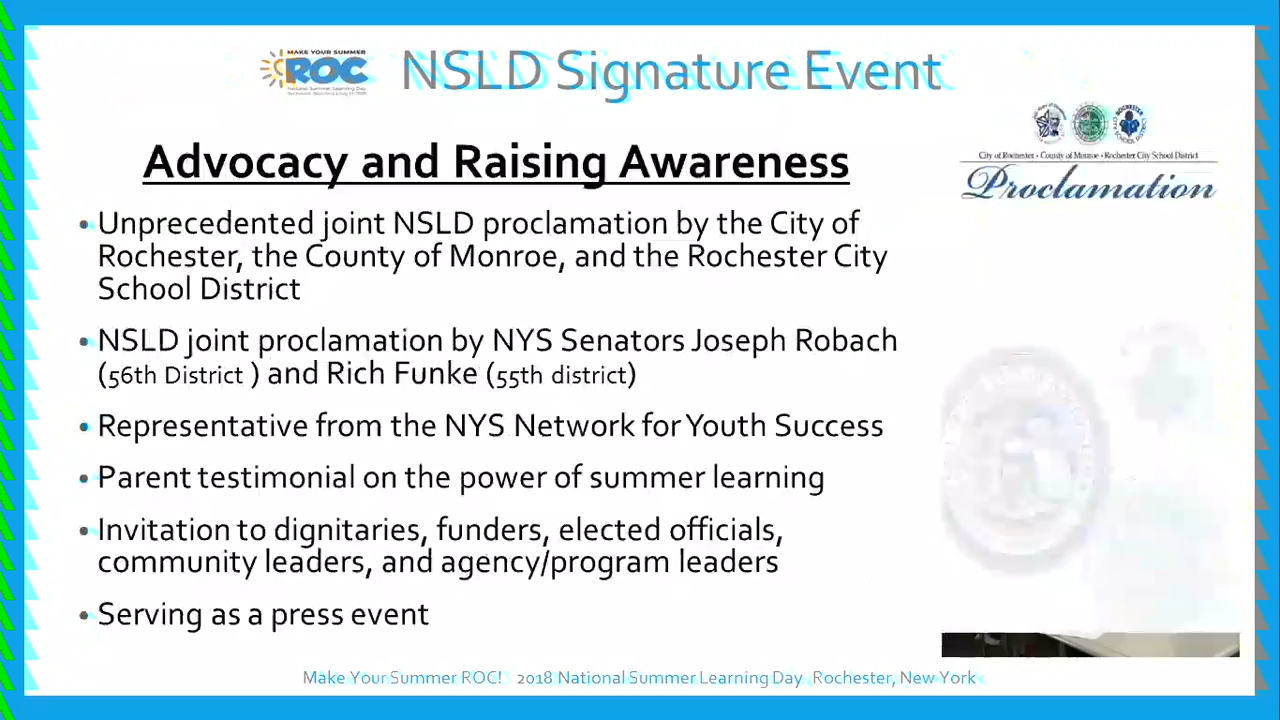 MAKE YOUR SUMMER
ROC
National Summer Learning Day
NSLD Signature Event
City of Rochester • County of Monroe • Rochester City School District
Proclamation
Advocacy and Raising Awareness
• Unprecedented joint NSLD proclamation by the City of
Rochester, the County of Monroe, and the Rochester City
School District
• NSLD joint proclamation by NYS Senators Joseph Robach
(56th District ) and Rich Funke (55th district)
• Representative from the NYS Network for Youth Success
• Parent testimonial on the power of summer learning
• Invitation to dignitaries, funders, elected officials,
community leaders, and agency/program leaders
• Serving as a press event
Make Your Summer ROC! 2018 National Summer Learning Day Rochester, New York